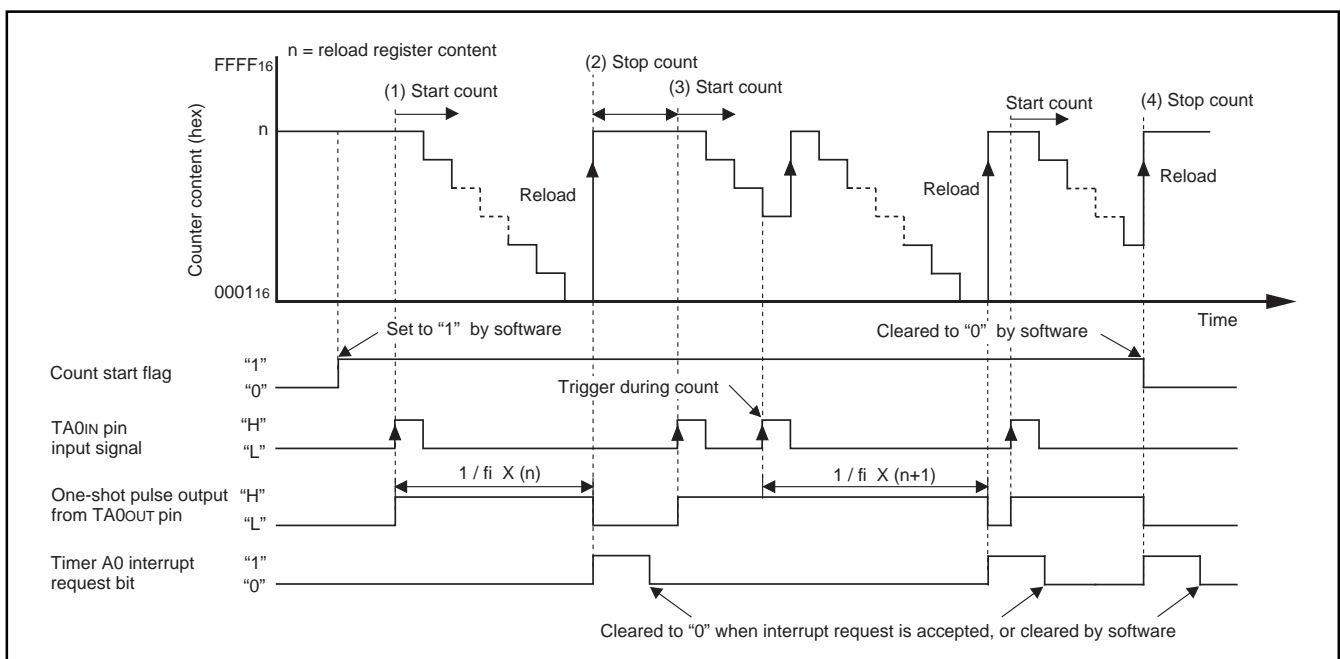 n = reload register content
FFFF16
(2) Stop count
(1) Start count
(3) Start count
Start count
(4) Stop count
n
Counter content (hex)
Reload
Reload
Reload
000116
Time
Set to “1” by software
Cleared to “0” by software
Count start flag
“1”
“0”
Trigger during count
TA0IN pin
input signal
“H”
“L”
1 / fi X (n)
1 / fi X (n+1)
One-shot pulse output
from TA0OUT pin
“H”
“L”
Timer A0 interrupt
request bit
“1”
“0”
Cleared to “0” when interrupt request is accepted, or cleared by software